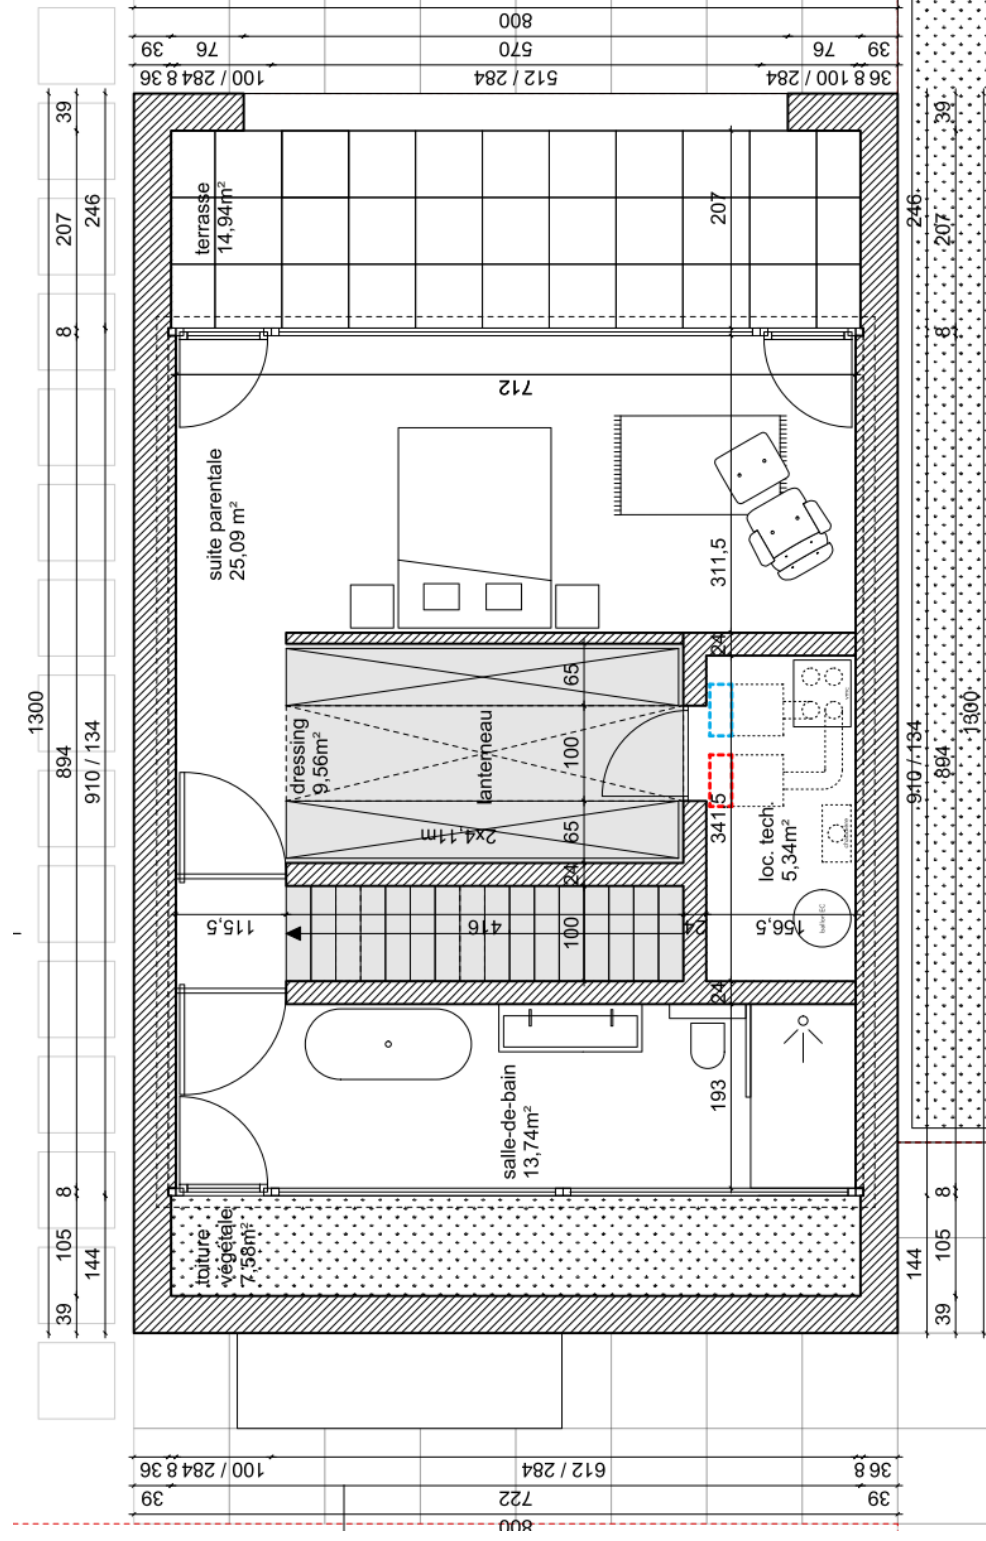 800
39 76 570 76 39
36 8 100 / 284 512 / 284 100 / 284 36 8
39
207
246
8
1300
894
910 / 134
8
105
144
39
terrasse
14,94m²
207
712
suite parentale
25,09 m²
311,5
24
65
dressing
9,56m²
lanterneau
100
65
2x4,11m
24
341,5
loc. tech.
5,34m²
ballon EC
115,5
416
100
24
156,5
24
salle-de-bain
13,74m²
193
toiture
végétale
7,58m²
39
246
207
8
910 / 134
894
1300
8
144
105
39
36 8 100 / 284 612 / 284 36 8
39 722 39
800